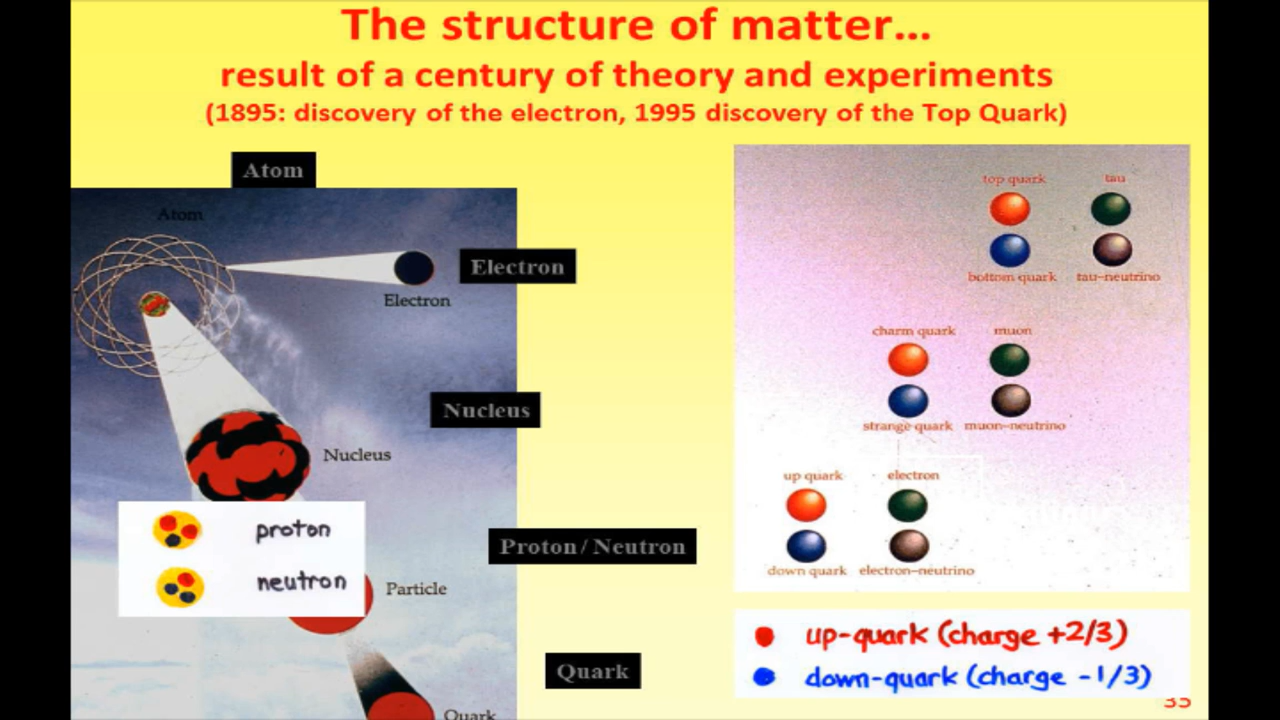 The structure of matter...
result of a century of theory and experiments
(1895: discovery of the electron, 1995 discovery of the Top Quark)
Atom
Atom
Electron
Electron
Nucleus
Nucleus
proton
neutron
Proton / Neutron
Particle
Quark
Quark
top quark tau
bottom quark tau-neutrino
charm quark muon
strange quark muon-neutrino
up quark electron
down quark electron-neutrino
up-quark (charge +2/3)
down-quark (charge -1/3)
35